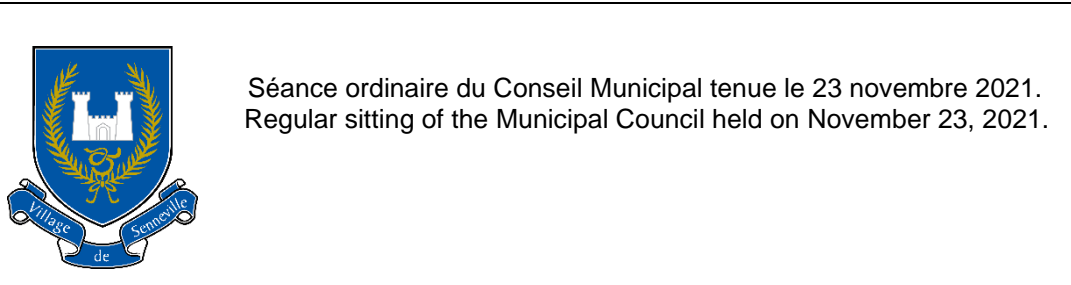 Séance ordinaire du Conseil Municipal tenue le 23 novembre 2021.
Regular sitting of the Municipal Council held on November 23, 2021.
Village
de
Senneville